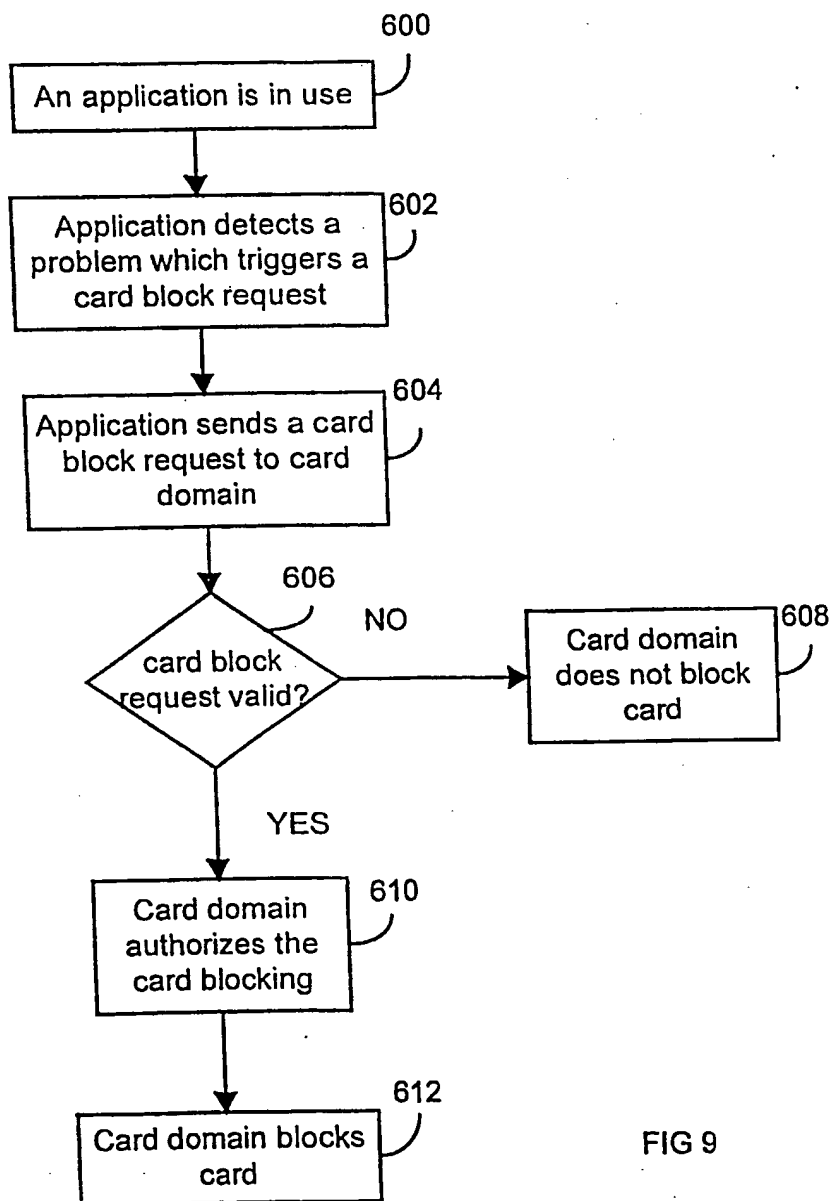 600
An application is in use
602
Application detects a
problem which triggers a
card block request
604
Application sends a card
block request to card
domain
606
card block
request valid?
NO
608
Card domain
does not block
card
YES
610
Card domain
authorizes the
card blocking
612
Card domain blocks
card
FIG 9